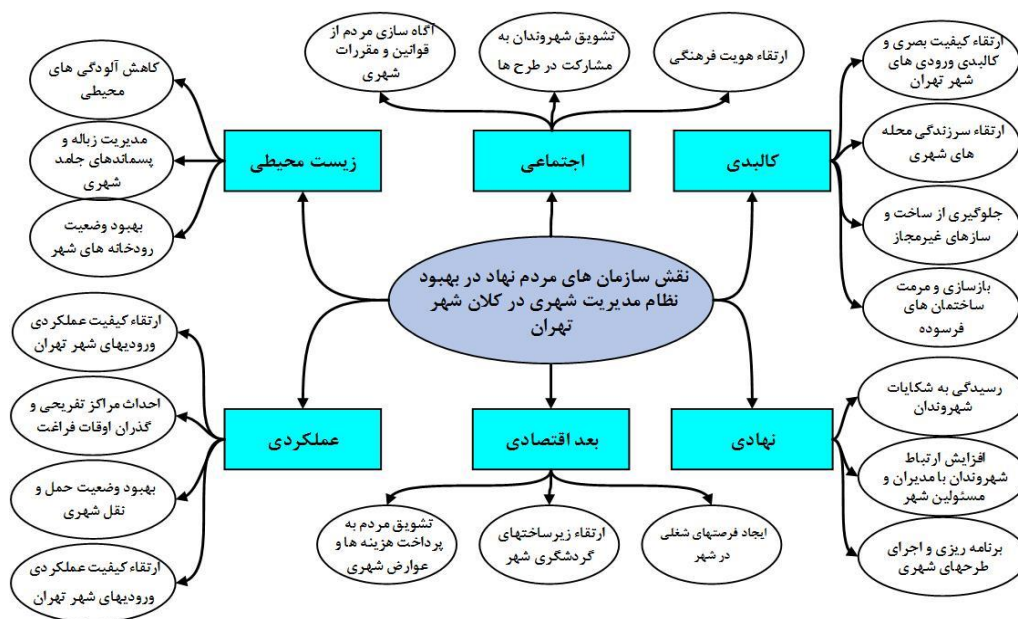 ارتقاء کیفیت بصری و
کالبدی ورودی های
شهر تهران
ارتقاء سرزندگی محله
های شهری
جلوگیری از ساخت و
سازهای غیرمجاز
بازسازی و مرمت
ساختمان های
فرسوده
کالبدی
ارتقاء هویت فرهنگی
تشویق شهروندان به
مشارکت در طرح ها
آگاه سازی مردم از
قوانین و مقررات
شهری
اجتماعی
کاهش آلودگی های
محیطی
مدیریت زباله و
پسماندهای جامد
شهری
بهبود وضعیت
رودخانه های شهر
زیست محیطی
نقش سازمان های مردم نهاد در بهبود
نظام مدیریت شهری در کلان شهر
تهران
نهادی
رسیدگی به شکایات
شهروندان
افزایش ارتباط
شهروندان با مدیران و
مسئولین شهر
برنامه ریزی و اجرای
طرحهای شهری
بعد اقتصادی
ایجاد فرصتهای شغلی
در شهر
ارتقاء زیرساختهای
گردشگری شهر
تشویق مردم به
پرداخت هزینه ها و
عوارض شهری
عملکردی
ارتقاء کیفیت عملکردی
ورودیهای شهر تهران
احداث مراکز تفریحی و
گذران اوقات فراغت
بهبود وضعیت حمل و
نقل شهری
ارتقاء کیفیت عملکردی
ورودیهای شهر تهران